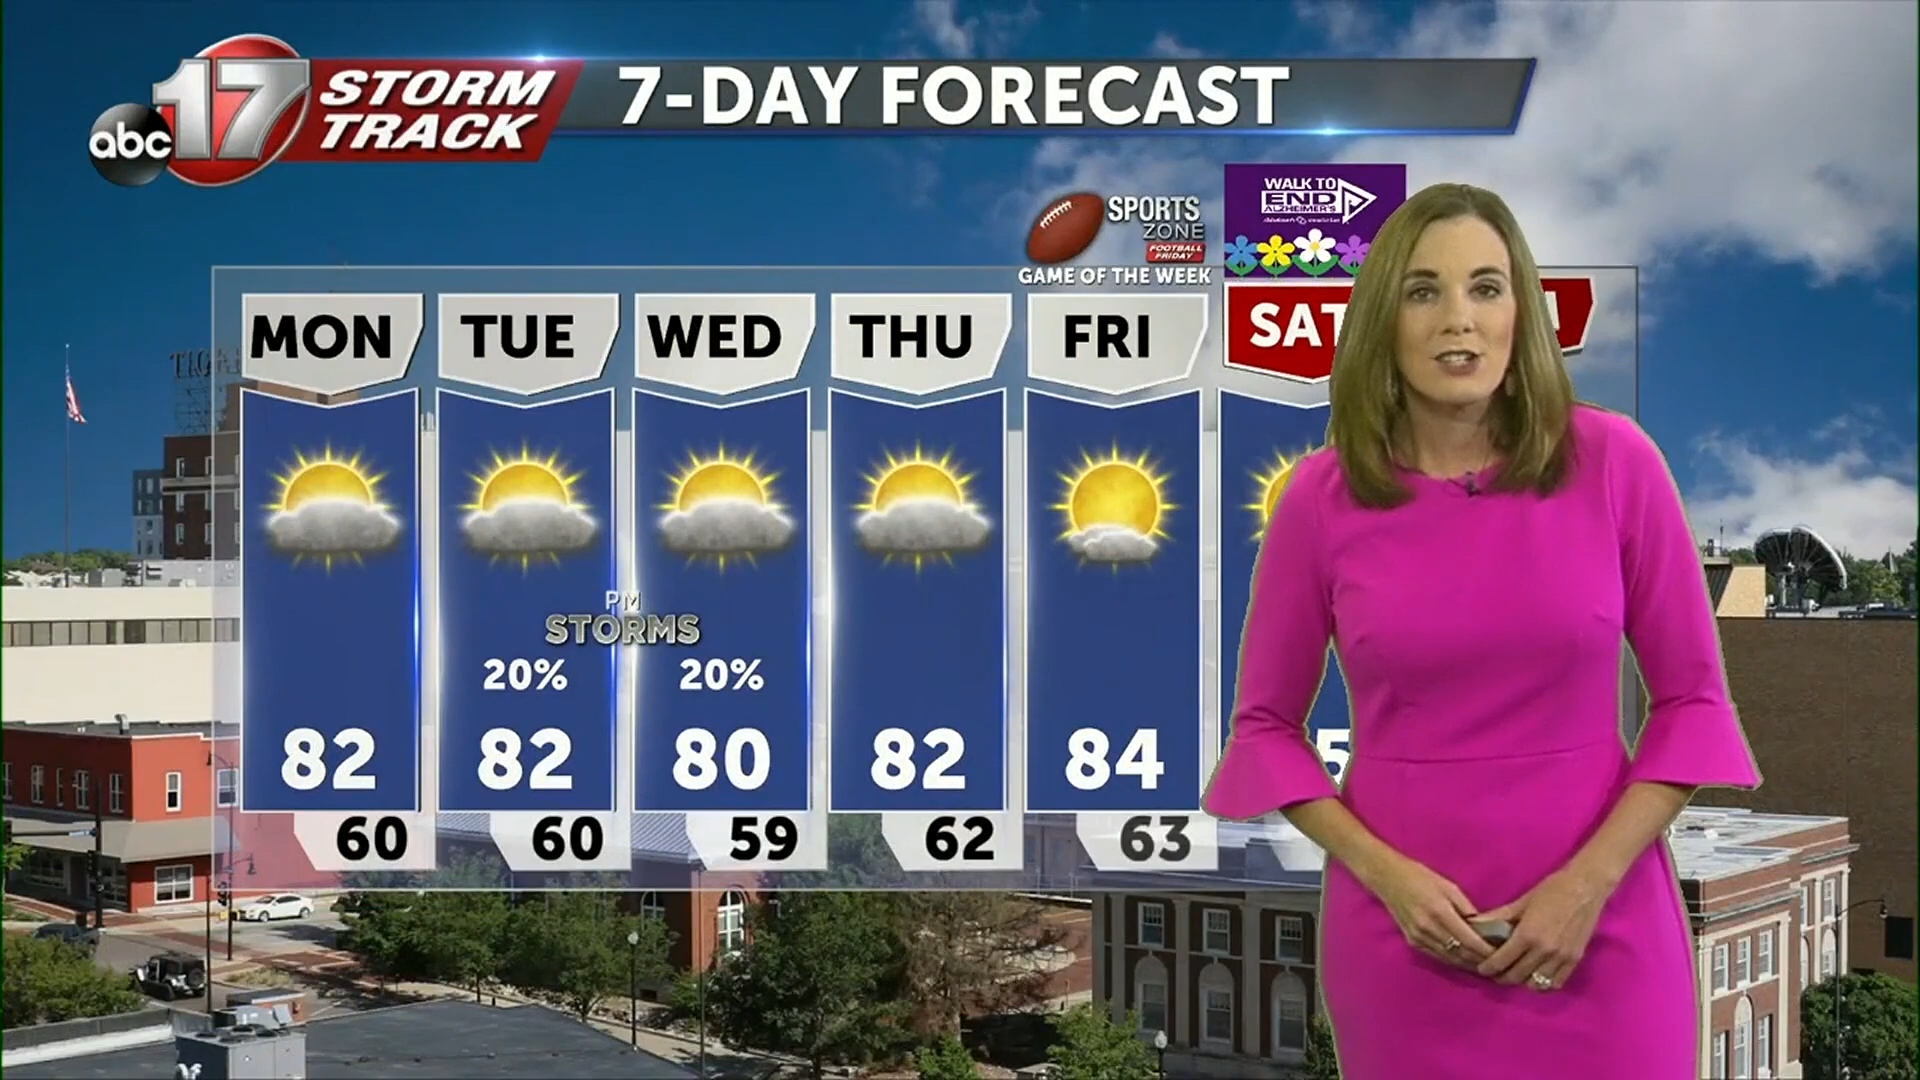 abc 17 STORM TRACK
7-DAY FORECAST
SPORTS ZONE
FOOTBALL FRIDAY
GAME OF THE WEEK
WALK TO
END
ALZHEIMER'S
MON TUE WED THU FRI SAT
PM
STORMS
20% 20%
82 82 80 82 84 5
60 60 59 62 63